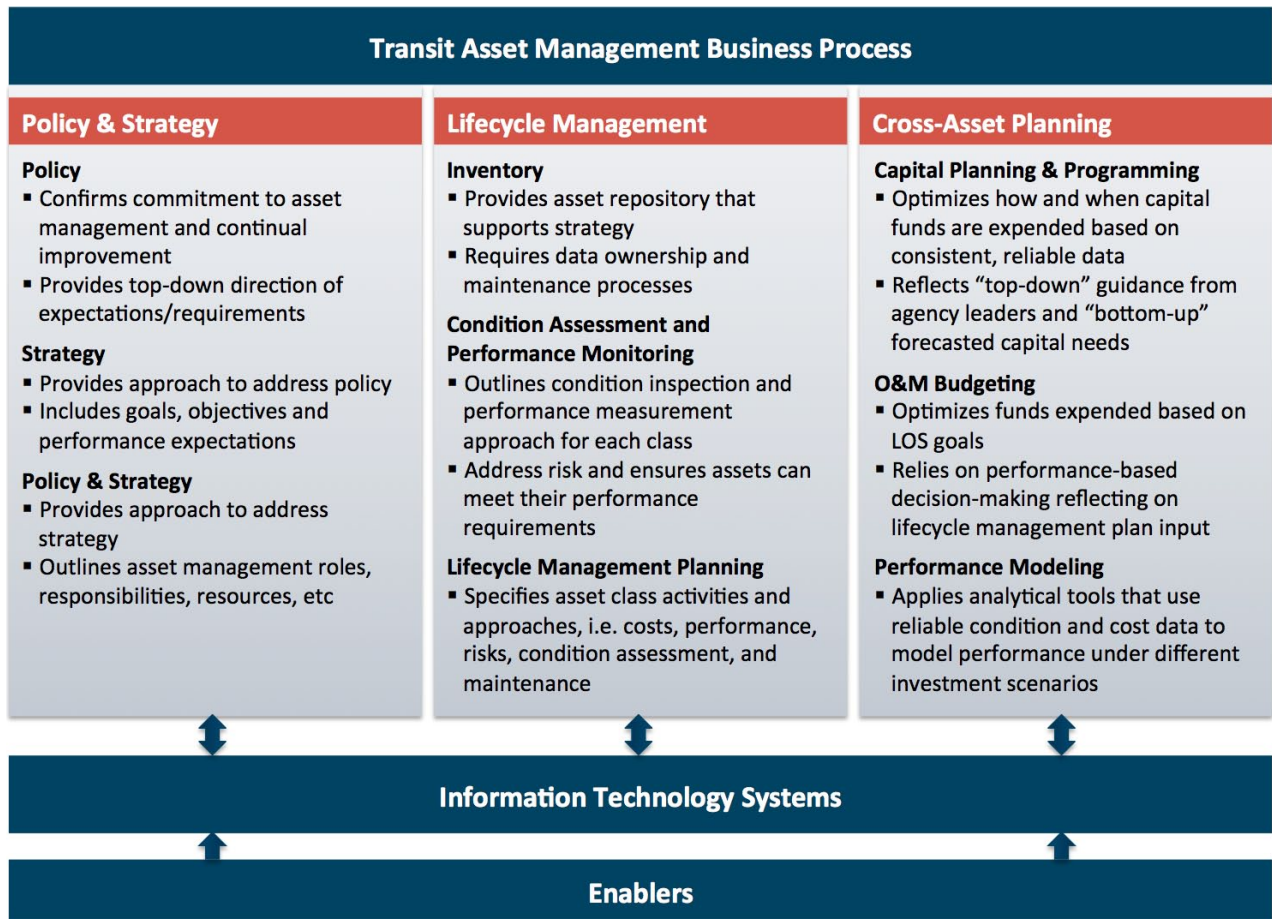 Transit Asset Management Business Process
Policy & Strategy
Policy
▪ Confirms commitment to asset
management and continual
improvement
▪ Provides top-down direction of
expectations/requirements
Strategy
▪ Provides approach to address policy
▪ Includes goals, objectives and
performance expectations
Policy & Strategy
▪ Provides approach to address
strategy
▪ Outlines asset management roles,
responsibilities, resources, etc
Lifecycle Management
Inventory
▪ Provides asset repository that
supports strategy
▪ Requires data ownership and
maintenance processes
Condition Assessment and
Performance Monitoring
▪ Outlines condition inspection and
performance measurement
approach for each class
▪ Address risk and ensures assets can
meet their performance
requirements
Lifecycle Management Planning
▪ Specifies asset class activities and
approaches, i.e. costs, performance,
risks, condition assessment, and
maintenance
Cross-Asset Planning
Capital Planning & Programming
▪ Optimizes how and when capital
funds are expended based on
consistent, reliable data
▪ Reflects “top-down” guidance from
agency leaders and “bottom-up”
forecasted capital needs
O&M Budgeting
▪ Optimizes funds expended based on
LOS goals
▪ Relies on performance-based
decision-making reflecting on
lifecycle management plan input
Performance Modeling
▪ Applies analytical tools that use
reliable condition and cost data to
model performance under different
investment scenarios
Information Technology Systems
Enablers